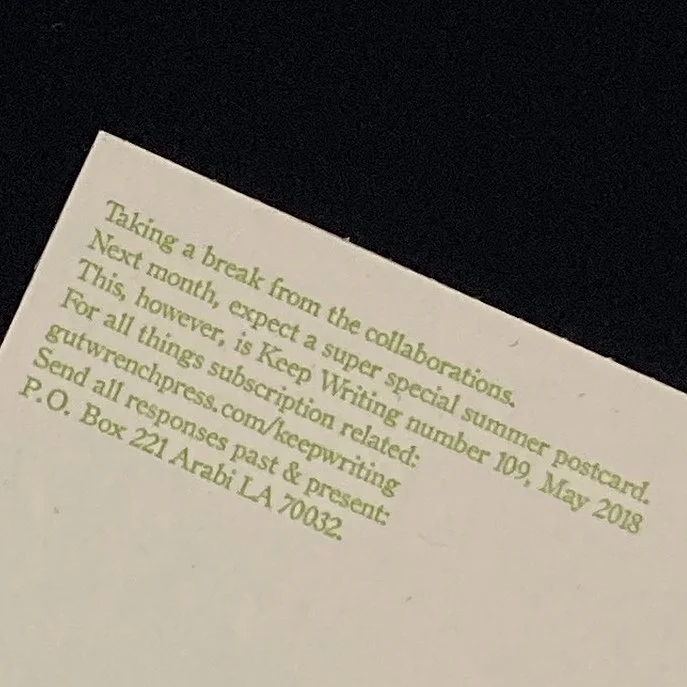 Taking a break from the collaborations.
Next month, expect a super special summer postcard.
This, however, is Keep Writing number 109, May 2018
For all things subscription related:
gutwrenchpress.com/keepwriting
Send all responses past & present:
P.O. Box 221 Arabi LA 70032.